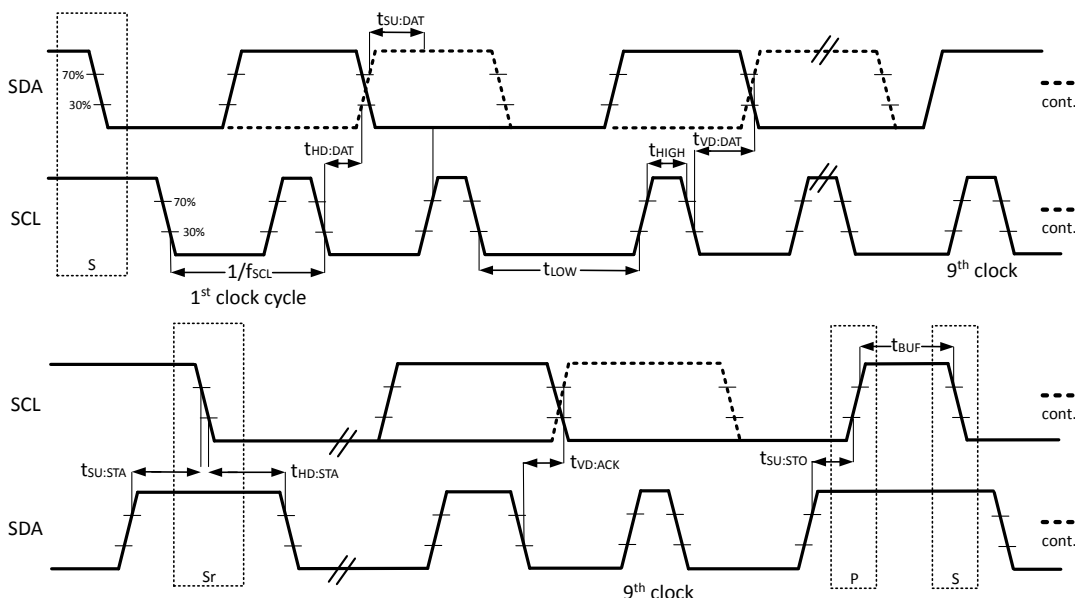 tSU:DAT
SDA
70%
30%
cont.
tHD:DAT
tHIGH
tVD:DAT
SCL
70%
30%
cont.
S
1/fSCL
tLOW
9th clock
1st clock cycle
tBUF
SCL
cont.
tSU:STA
tHD:STA
tVD:ACK
tSU:STO
SDA
cont.
Sr
P
S
9th clock